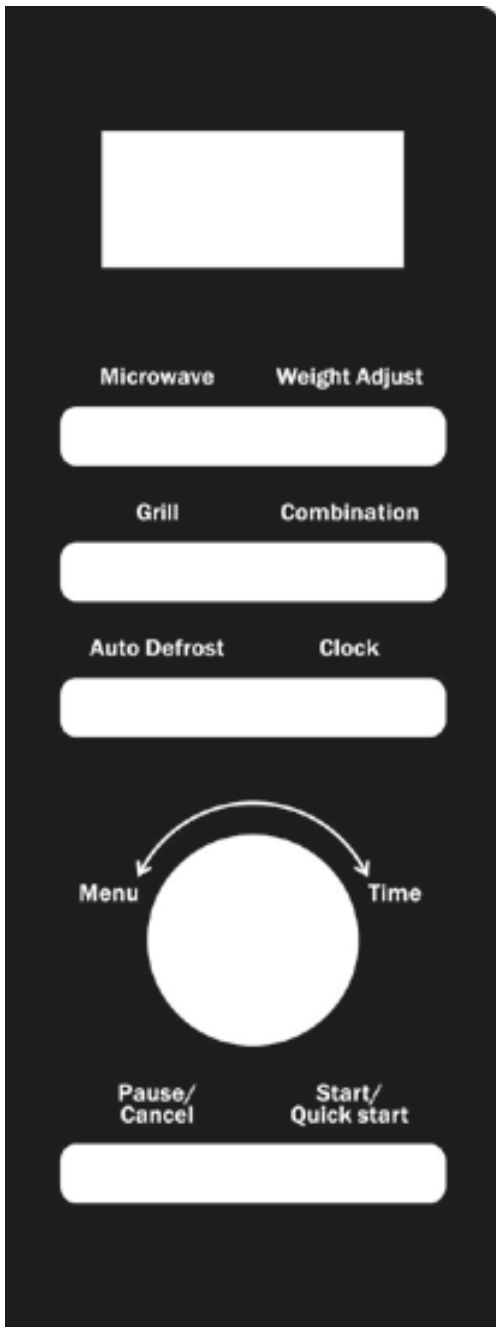 Microwave Weight Adjust
Grill Combination
Auto Defrost Clock
Menu Time
Pause/ Start/
Cancel Quick start